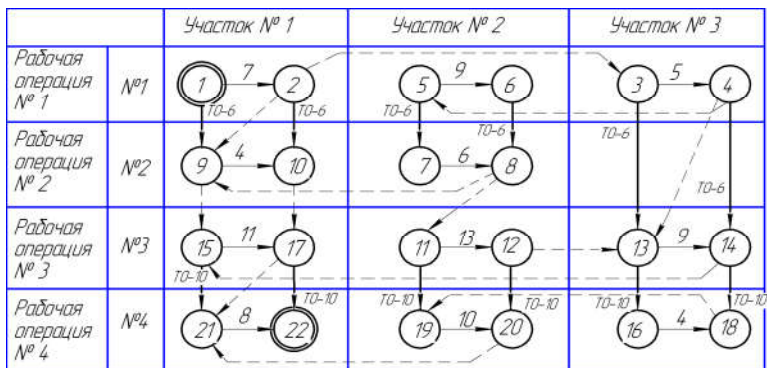 Участок № 1 Участок № 2 Участок № 3
Рабочая
операция
№ 1
№1
1 7 2 5 9 6 3 5 4
ТО-6 ТО-6 ТО-6 ТО-6 ТО-6 ТО-6
Рабочая
операция
№ 2
№2
9 4 10 7 6 8
Рабочая
операция
№ 3
№3
15 11 17 11 13 12 13 9 14
ТО-10 ТО-10 ТО-10 ТО-10 ТО-10 ТО-10
Рабочая
операция
№ 4
№4
21 8 22 19 10 20 16 4 18